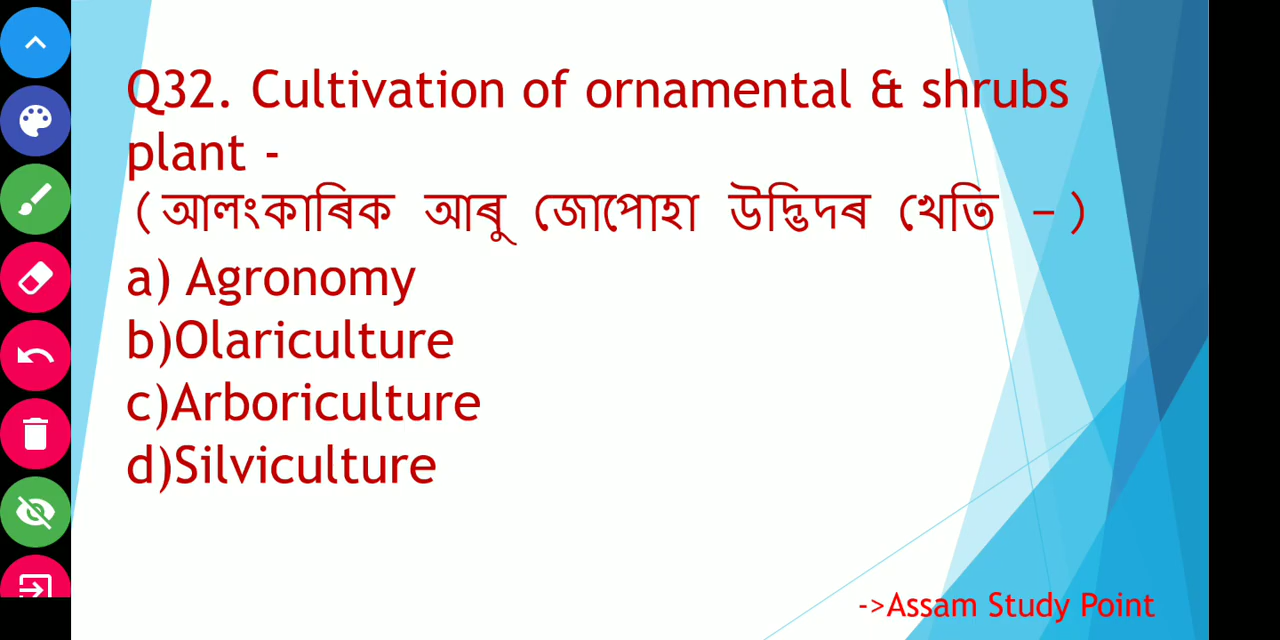 Q32. Cultivation of ornamental & shrubs
plant -
( আলংকাৰিক আৰু জোপোহা উদ্ভিদৰ খেতি – )
a) Agronomy
b)Olariculture
c)Arboriculture
d)Silviculture
->Assam Study Point